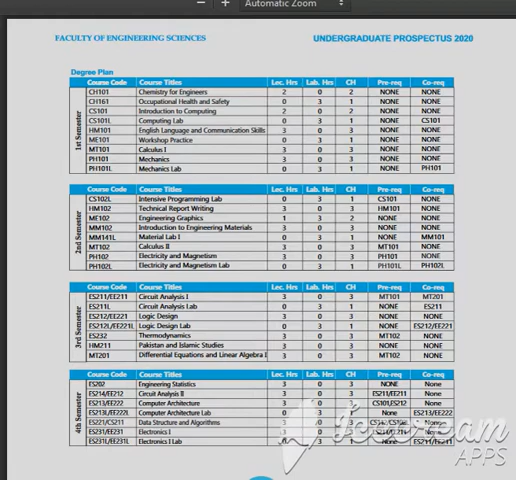 Automatic Zoom
FACULTY OF ENGINEERING SCIENCES UNDERGRADUATE PROSPECTUS 2020
Degree Plan
Course Code Course Titles Lec. Hrs Lab. Hrs CH Pre-req Co-req
1st Semester
CH101 Chemistry for Engineers 2 0 2 NONE NONE
CH161 Occupational Health and Safety 0 3 1 NONE NONE
CS101 Introduction to Computing 2 0 2 NONE NONE
CS101L Computing Lab 0 3 1 NONE CS101
HM101 English Language and Communication Skills 3 0 3 NONE NONE
ME101 Workshop Practice 0 3 1 NONE NONE
MT101 Calculus I 3 0 3 NONE NONE
PH101 Mechanics 3 0 3 NONE NONE
PH101L Mechanics Lab 0 3 1 NONE PH101
Course Code Course Titles Lec. Hrs Lab. Hrs CH Pre-req Co-req
2nd Semester
CS102L Intensive Programming Lab 0 3 1 CS101 NONE
HM102 Technical Report Writing 3 0 3 HM101 NONE
ME102 Engineering Graphics 1 3 2 NONE NONE
MM102 Introduction to Engineering Materials 3 0 3 NONE NONE
MM141L Material Lab I 0 3 1 NONE MM101
MT102 Calculus II 3 0 3 MT101 NONE
PH102 Electricity and Magnetism 3 0 3 PH101 NONE
PH102L Electricity and Magnetism Lab 0 3 1 PH101L PH102L
Course Code Course Titles Lec. Hrs Lab. Hrs CH Pre-req Co-req
3rd Semester
ES211/EE211 Circuit Analysis I 3 0 3 MT101 MT201
ES211L Circuit Analysis Lab 0 3 1 NONE ES211
ES212/EE221 Logic Design 3 0 3 NONE NONE
ES212L/EE221L Logic Design Lab 0 3 1 NONE ES212/EE221
ES232 Thermodynamics 3 0 3 MT102 NONE
HM211 Pakistan and Islamic Studies 3 0 3 NONE NONE
MT201 Differential Equations and Linear Algebra I 3 0 3 MT102 NONE
Course Code Course Titles Lec. Hrs Lab. Hrs CH Pre-req Co-req
4th Semester
ES202 Engineering Statistics 3 0 3 NONE None
ES214/EE212 Circuit Analysis II 3 0 3 ES211/EE211 None
ES213/EE222 Computer Architecture 3 0 3 CS101,ES212 None
ES213L/EE222L Computer Architecture Lab 0 3 1 None ES213/EE222
ES221/CS211 Data Structure and Algorithms 3 0 3 None
ES231/EE231 Electronics I 3 0 3 None
ES231L/EE231L Electronics I Lab 0 3 1 None
Icecream
APPS